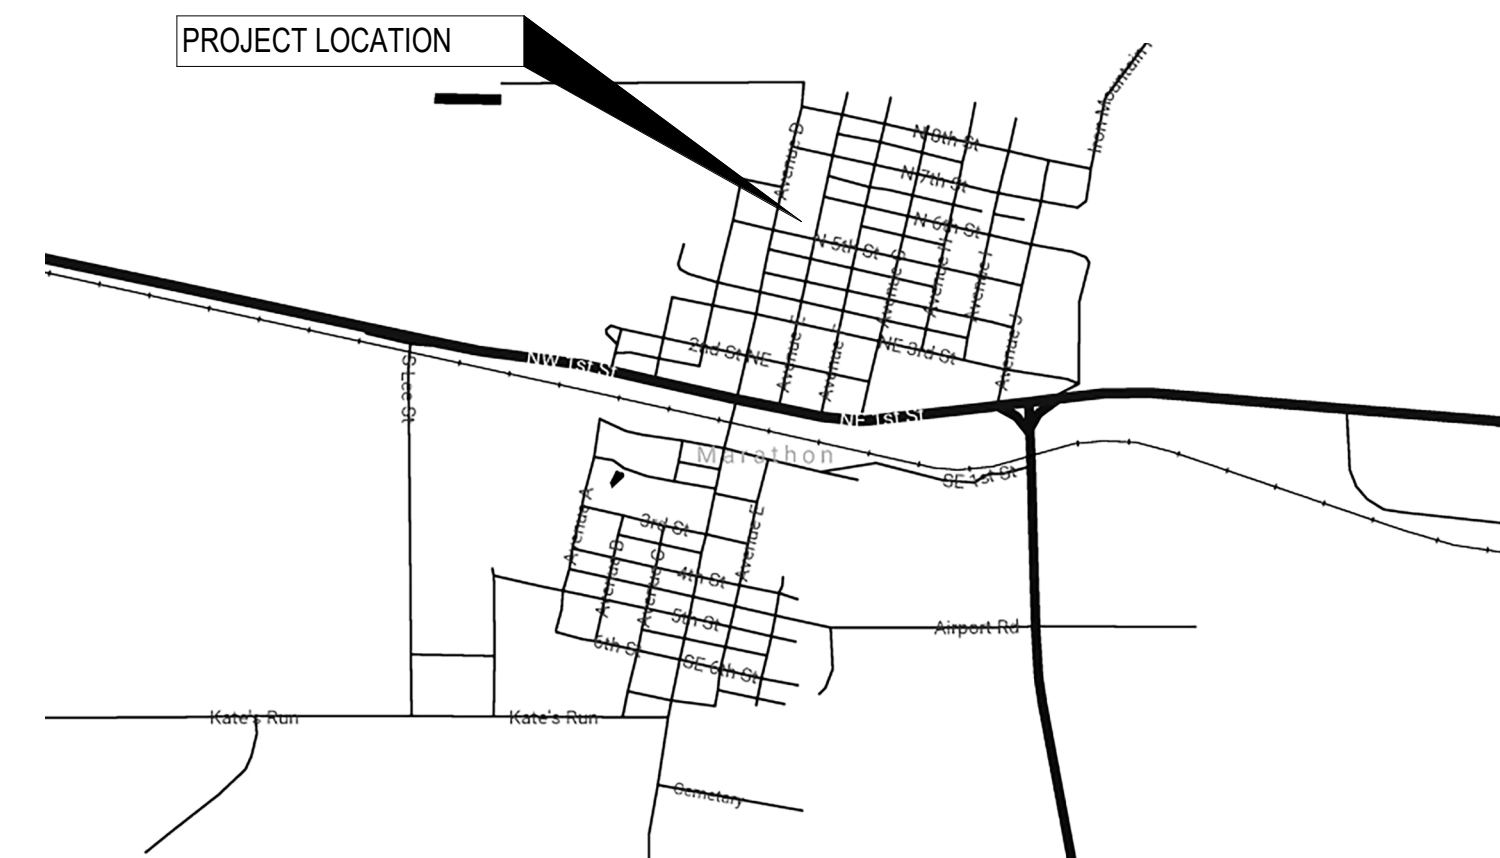 PROJECT LOCATION
Iron Mountain
Avenue D
N 8th St
N 7th St
N 6th St
N 5th St
Avenue G
Avenue H
Avenue I
Avenue J
NE 3rd St
2nd St NE
Avenue
Avenue
NW 1st St
NE 1st St
S Lee St
Marathon
SE 1st St
Avenue A
3rd St
Avenue E
Avenue B
Avenue C
4th St
5th St
6th St
SE 6th St
Airport Rd
Kate's Run
Kate's Run
Cemetary